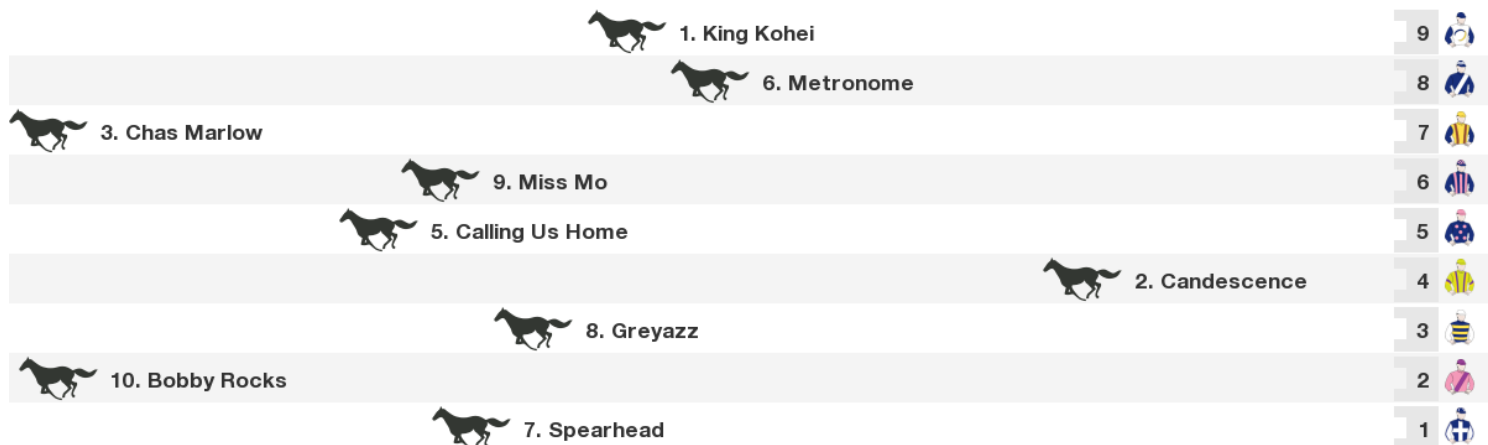 1. King Kohei 9
6. Metronome 8
3. Chas Marlow 7
9. Miss Mo 6
5. Calling Us Home 5
2. Candescence 4
8. Greyazz 3
10. Bobby Rocks 2
7. Spearhead 1